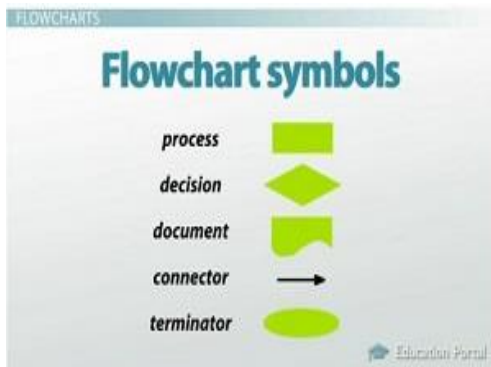 FLOWCHARTS
Flowchart symbols
process
decision
document
connector
terminator
Education Portal